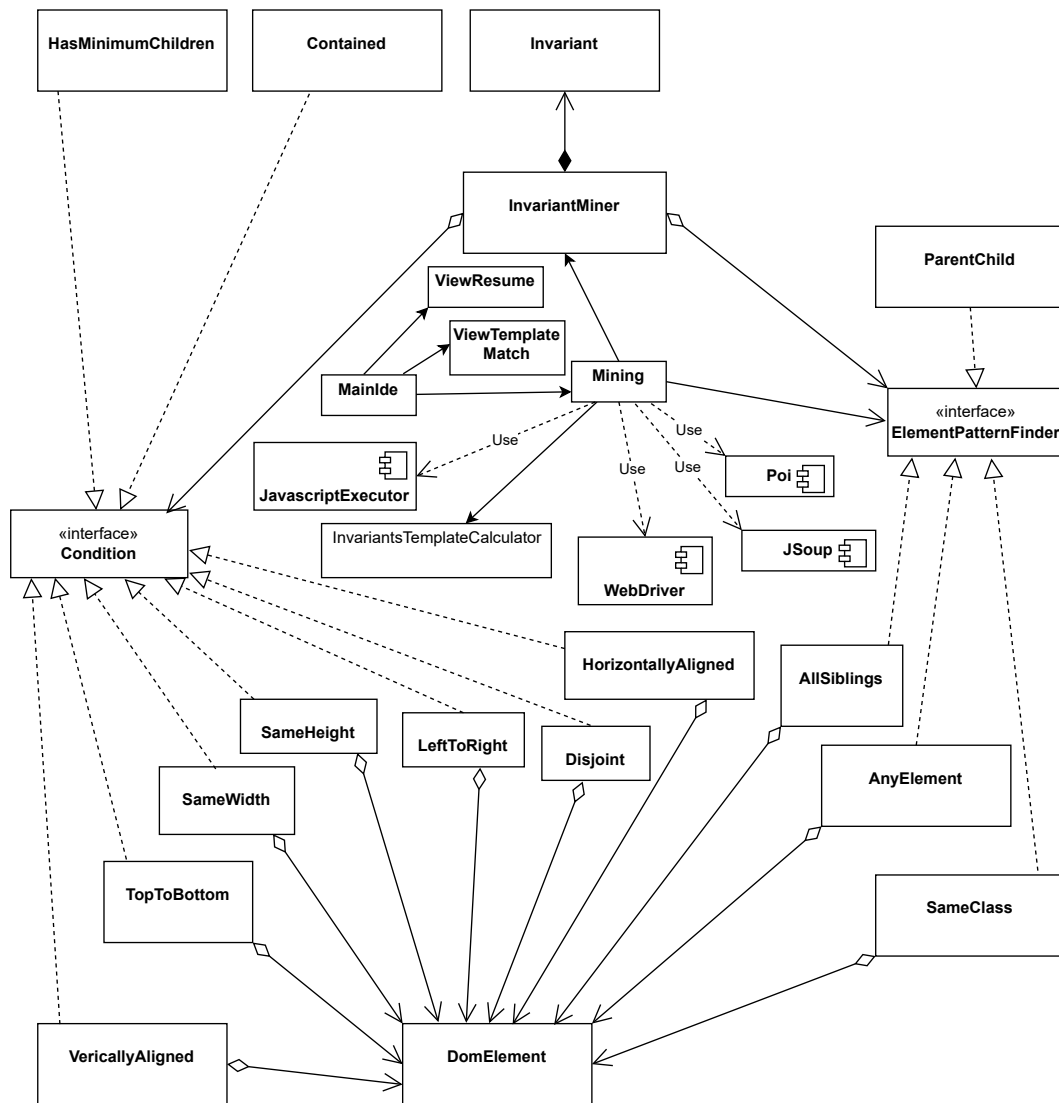 HasMinimumChildren
Contained
Invariant
InvariantMiner
ParentChild
ViewResume
ViewTemplate
Match
MainIde
Mining
«interface»
ElementPatternFinder
Use
Use
Use
Use
JavascriptExecutor
Poi
InvariantsTemplateCalculator
JSoup
WebDriver
«interface»
Condition
HorizontallyAligned
AllSiblings
SameHeight
LeftToRight
Disjoint
AnyElement
SameWidth
TopToBottom
SameClass
VericallyAligned
DomElement